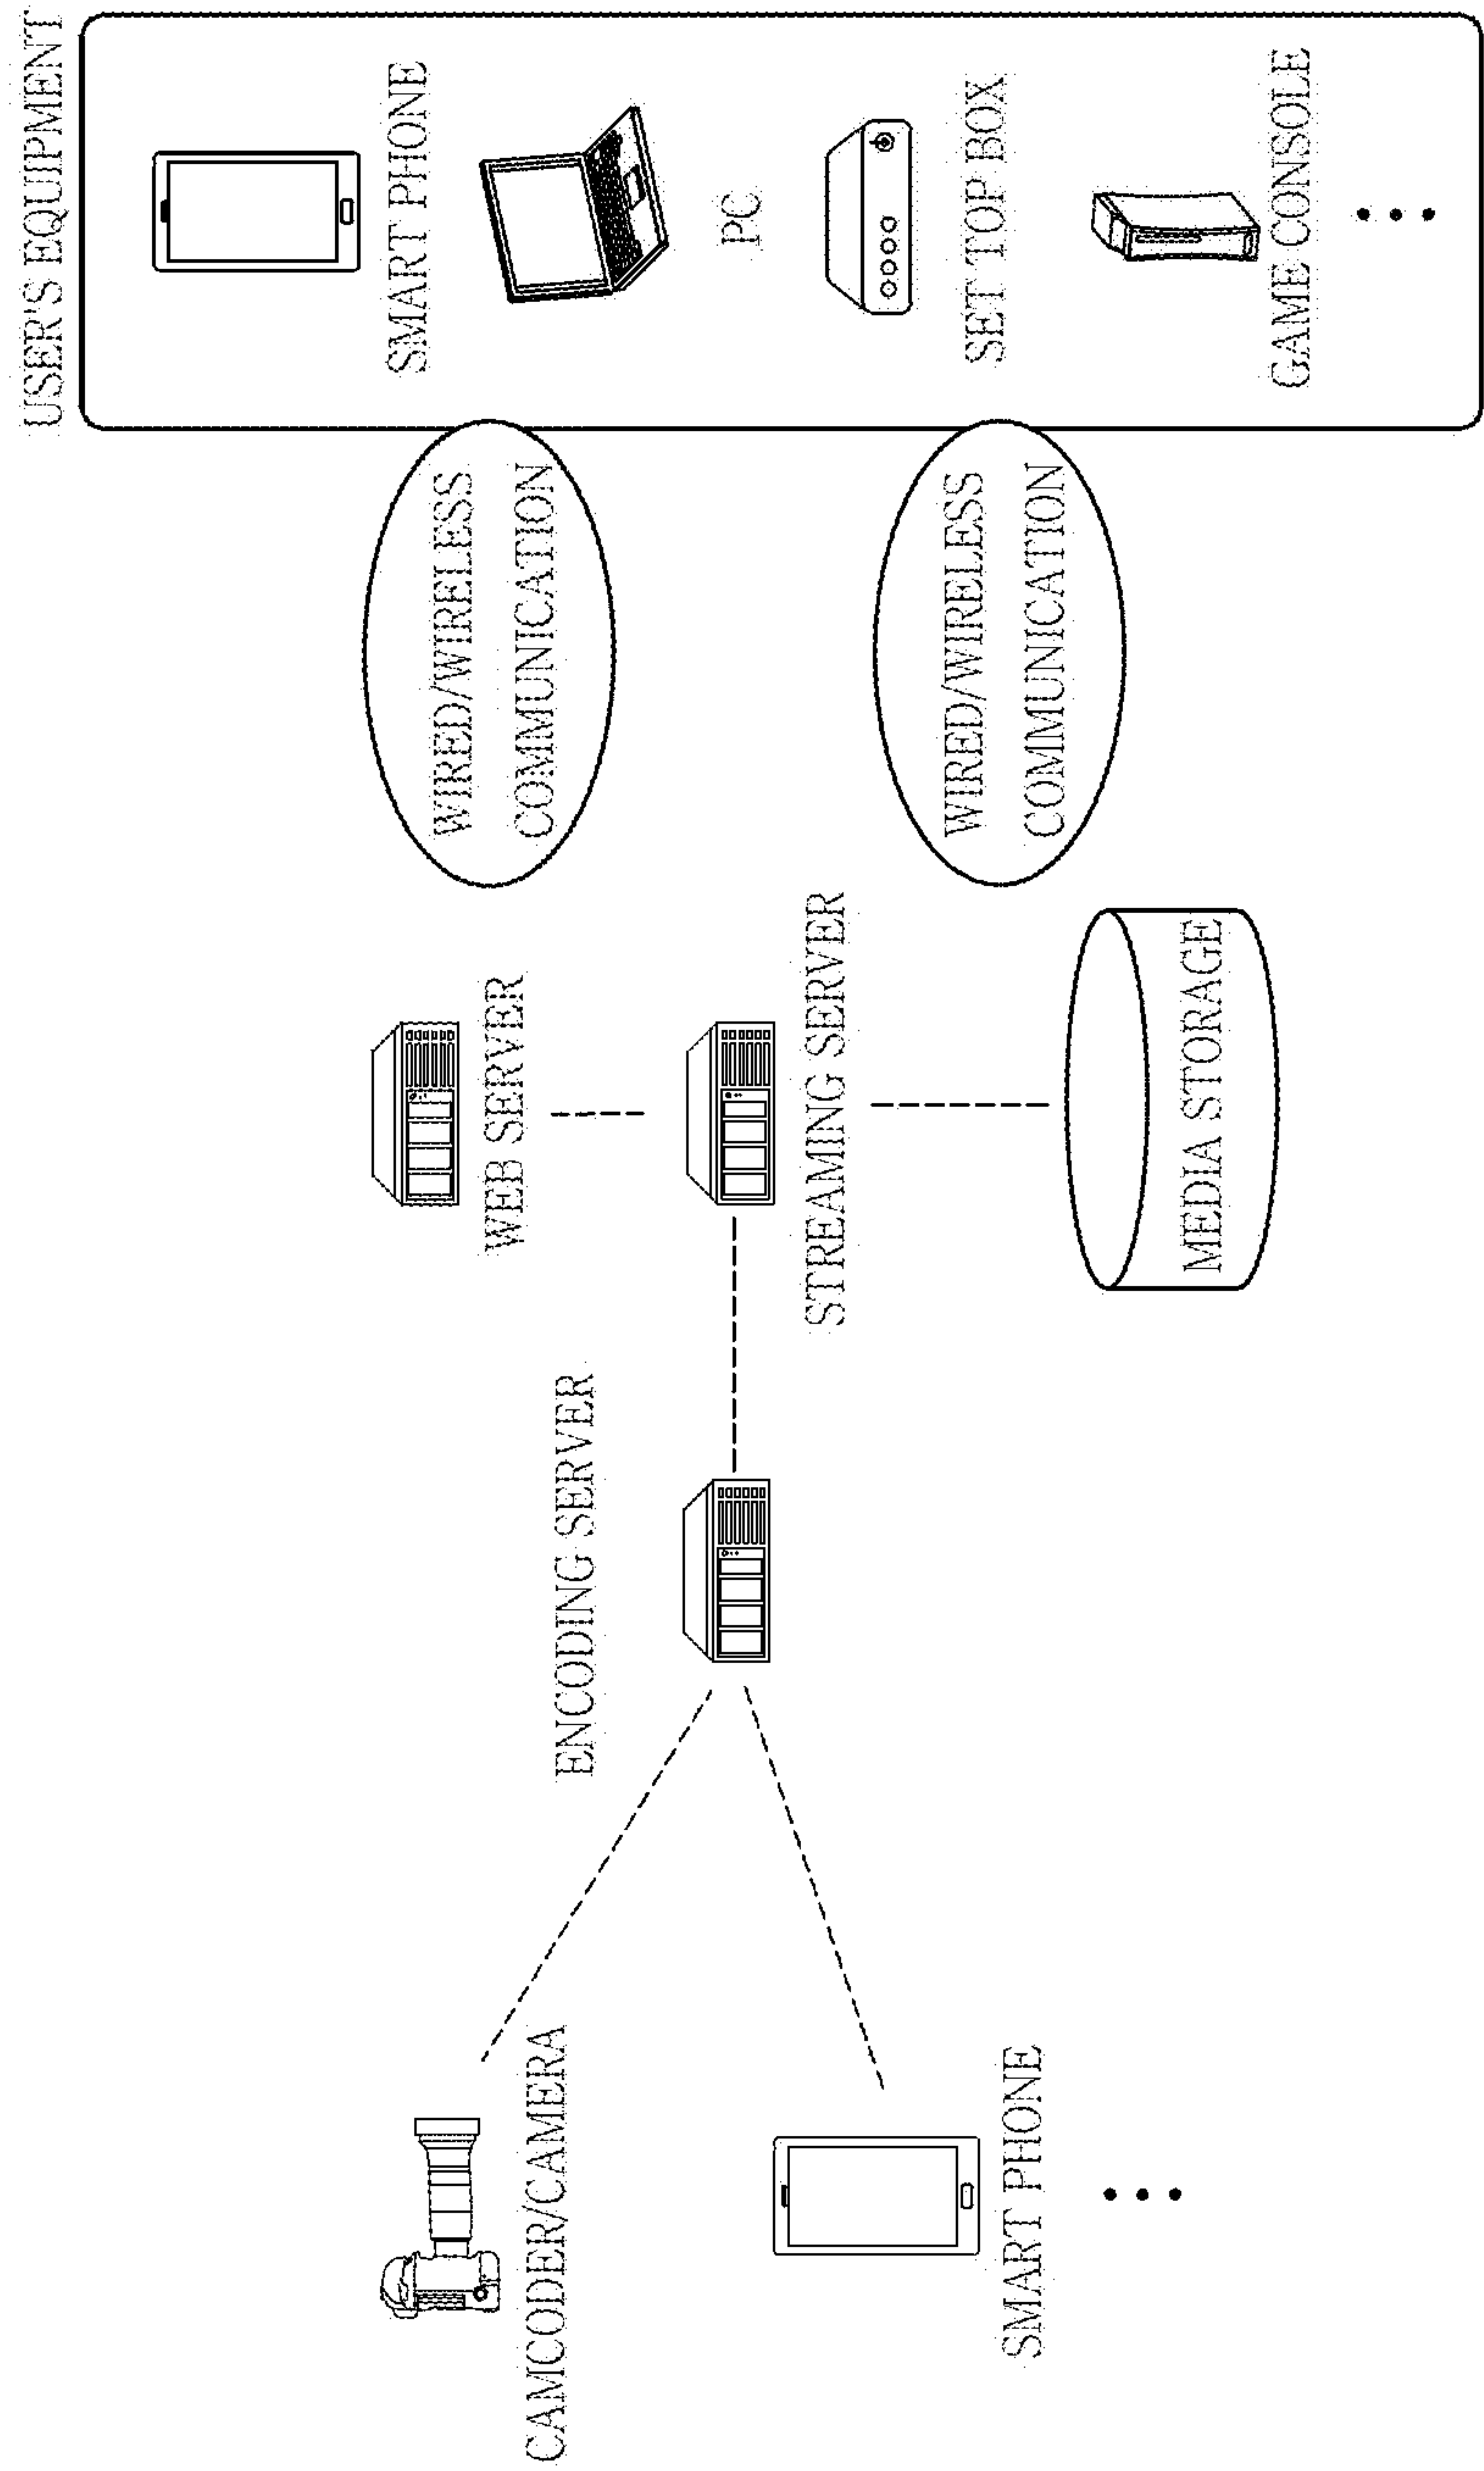 CAMCODER/CAMERA
SMART PHONE
ENCODING SERVER
WEB SERVER
STREAMING SERVER
MEDIA STORAGE
WIRED/WIRELESS
COMMUNICATION
WIRED/WIRELESS
COMMUNICATION
USER'S EQUIPMENT
SMART PHONE
PC
SET TOP BOX
GAME CONSOLE